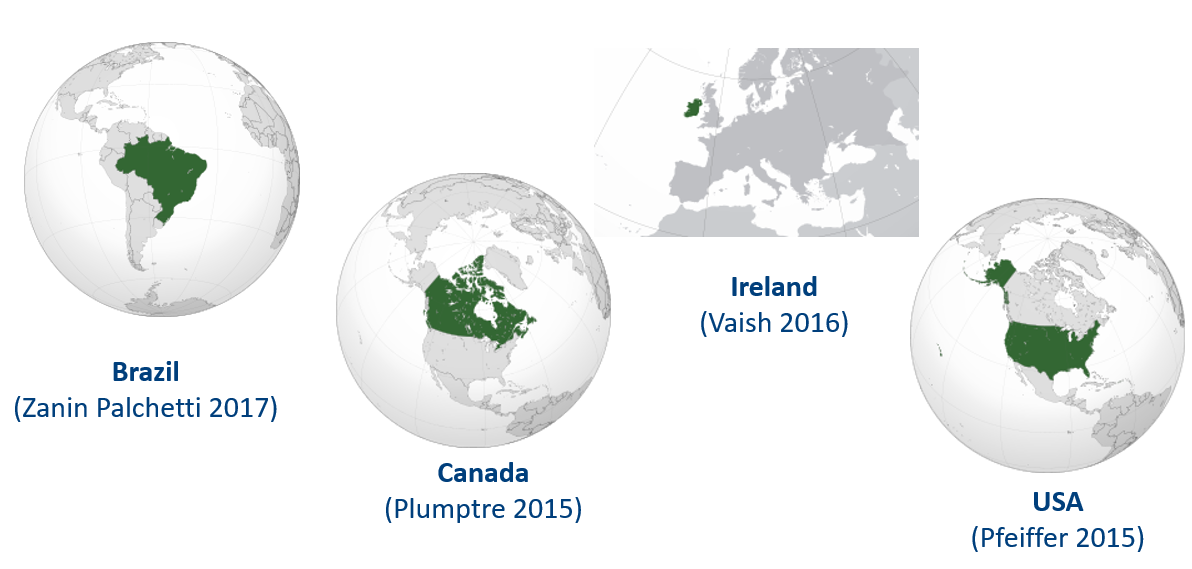 Brazil
(Zanin Palchetti 2017)
Canada
(Plumptre 2015)
Ireland
(Vaish 2016)
USA
(Pfeiffer 2015)